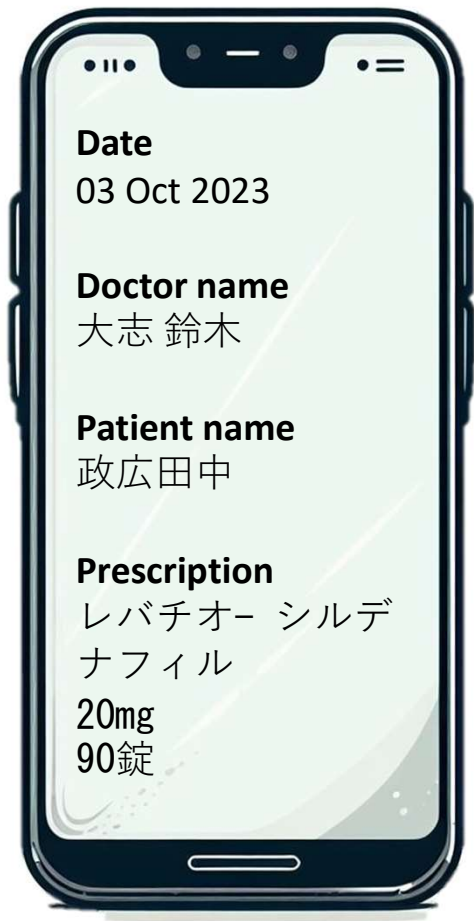 Date
03 Oct 2023
Doctor name
大志 鈴木
Patient name
政広田中
Prescription
レバチオ– シルデ
ナフィル
20mg
90錠